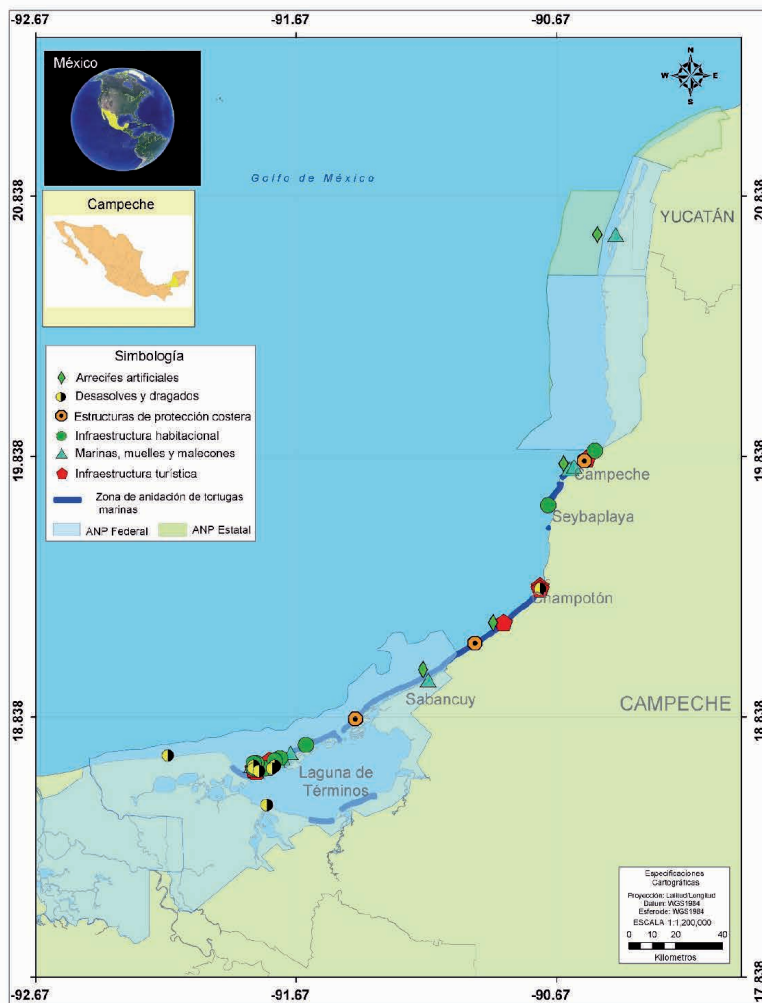 -92.67
-91.67
-90.67
México
W
N
E
S
Golfo de México
20.838
20.838
YUCATÁN
Campeche
Simbología
Arrecifes artificiales
Desasolves y dragados
Estructuras de protección costera
Infraestructura habitacional
Marinas, muelles y malecones
Infraestructura turística
Zona de anidación de tortugas
marinas
ANP Federal
ANP Estatal
19.838
19.838
Campeche
Seybaplaya
Champotón
Sabancuy
CAMPECHE
18.838
18.838
Laguna de
Términos
Especificaciones
Cartográficas
Proyección: Latitud/Longitud
Datum: WGS1984
Esferoide: WGS1984
ESCALA 1:1,200,000
0 10 20 40
Kilometros
17.838
-92.67
-91.67
-90.67